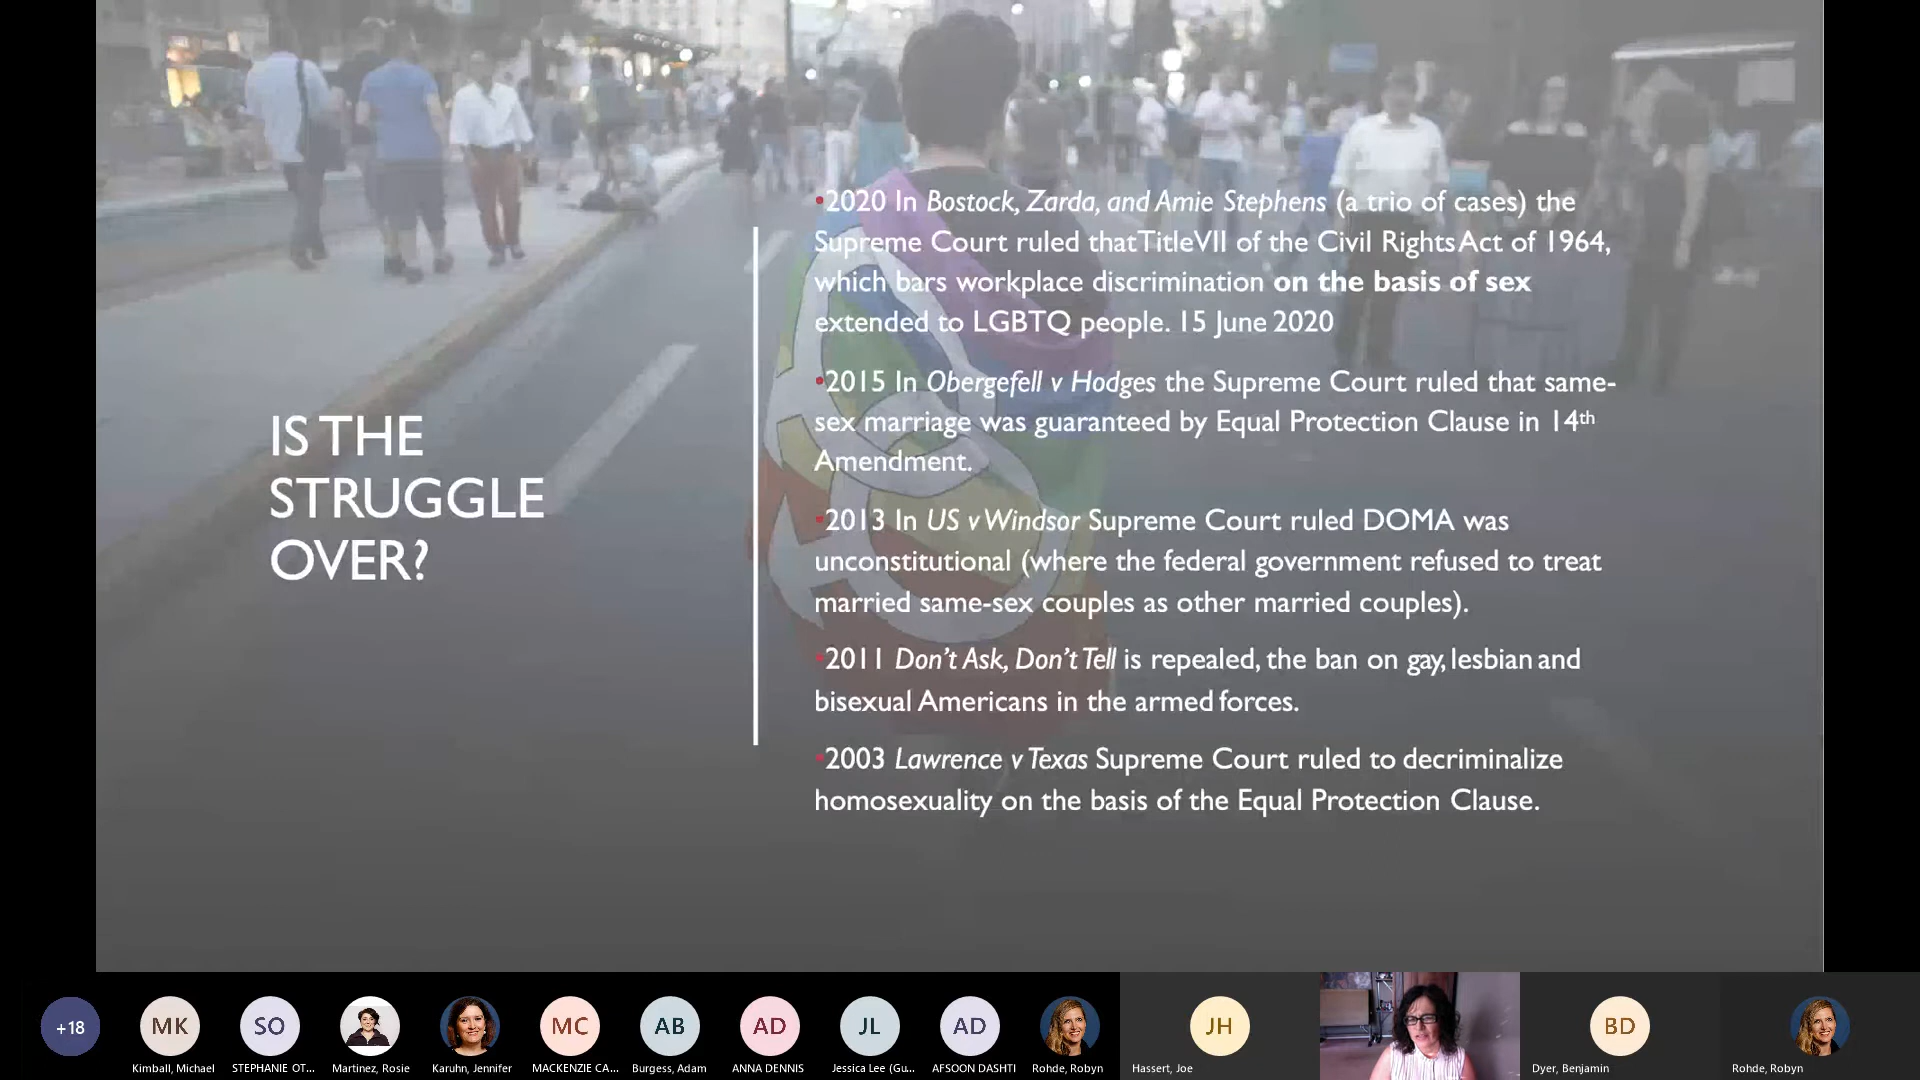 IS THE
STRUGGLE
OVER?
•2020 In Bostock, Zarda, and Amie Stephens (a trio of cases) the
Supreme Court ruled that Title VII of the Civil Rights Act of 1964,
which bars workplace discrimination on the basis of sex
extended to LGBTQ people. 15 June 2020
•2015 In Obergefell v Hodges the Supreme Court ruled that same-
sex marriage was guaranteed by Equal Protection Clause in 14th
Amendment.
•2013 In US v Windsor Supreme Court ruled DOMA was
unconstitutional (where the federal government refused to treat
married same-sex couples as other married couples).
•2011 Don't Ask, Don't Tell is repealed, the ban on gay, lesbian and
bisexual Americans in the armed forces.
•2003 Lawrence v Texas Supreme Court ruled to decriminalize
homosexuality on the basis of the Equal Protection Clause.
+18 MK SO MC AB AD JL AD JH BD
Kimball, Michael STEPHANIE OT... Martinez, Rosie Karuhn, Jennifer MACKENZIE CA... Burgess, Adam ANNA DENNIS Jessica Lee (Gu... AFSOON DASHTI Rohde, Robyn Hassert, Joe Dyer, Benjamin Rohde, Robyn